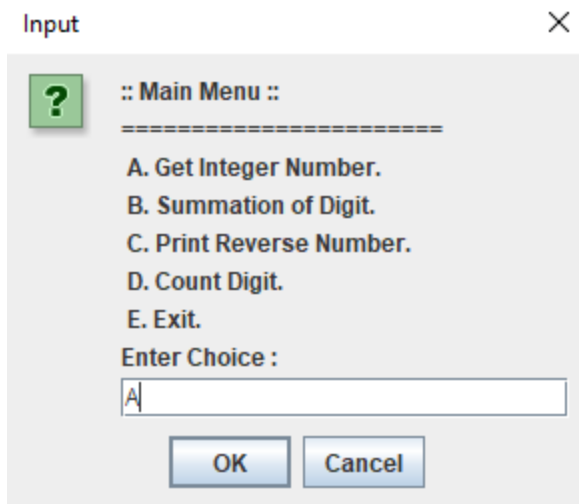 Input
:: Main Menu ::
=======================
A. Get Integer Number.
B. Summation of Digit.
C. Print Reverse Number.
D. Count Digit.
E. Exit.
Enter Choice :
A
OK Cancel